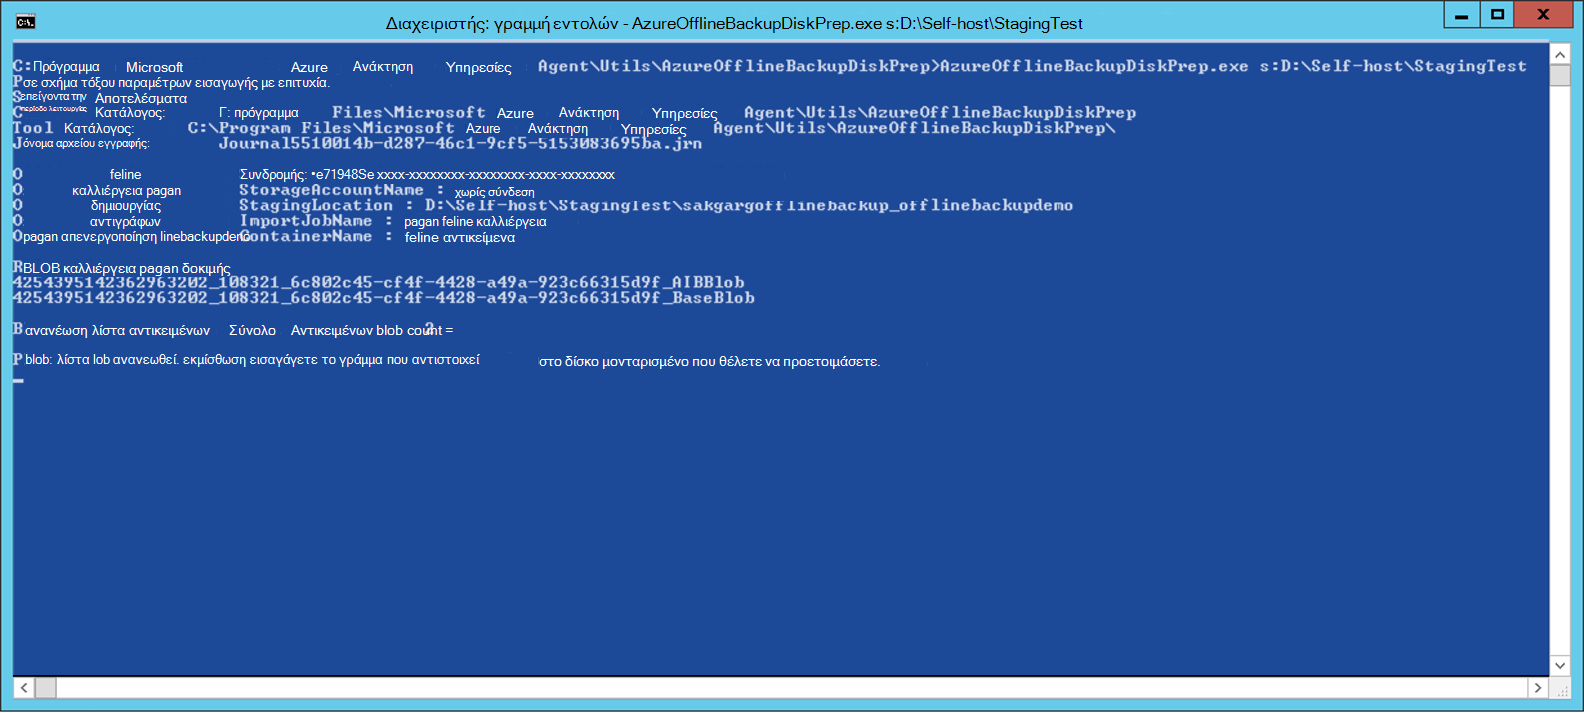 Διαχειριστής: γραμμή εντολών - AzureOfflineBackupDiskPrep.exe s:D:\Self-host\StagingTest
C:Πρόγραμμα Microsoft Azure Ανάκτηση Υπηρεσίες Agent\Utils\AzureOfflineBackupDiskPrep>AzureOfflineBackupDiskPrep.exe s:D:\Self-host\StagingTest
Pσε σχήμα τόξου παραμέτρων εισαγωγής με επιτυχία.
Sεπείγοντα την Αποτελέσματα
Cπερίοδο λειτουργίας Κατάλογος: Γ: πρόγραμμα Files\Microsoft Azure Ανάκτηση Υπηρεσίες Agent\Utils\AzureOfflineBackupDiskPrep
Tool Κατάλογος: C:\Program Files\Microsoft Azure Ανάκτηση Υπηρεσίες Agent\Utils\AzureOfflineBackupDiskPrep\
Jόνομα αρχείου εγγραφής: Journal5510014b-d287-46c1-9cf5-5153083695ba.jrn
O feline Συνδρομής: •e71948Se xxxx-xxxxxxxx-xxxxxxxx-xxxx-xxxxxxxx
O καλλιέργεια pagan StorageAccountName : χωρίς σύνδεση
O δημιουργίας StagingLocation : D:\Self-host\StagingTest\sakgargofflinebackup_offlinebackupdemo
O αντιγράφων ImportJobName : pagan feline καλλιέργεια
Opagan απενεργοποίηση linebackupdemo ContainerName : feline αντικείμενα
RBLOB καλλιέργεια pagan δοκιμής
4254395142362963202_108321_6c802c45-cf4f-4428-a49a-923c66315d9f_AIBBlob
4254395142362963202_108321_6c802c45-cf4f-4428-a49a-923c66315d9f_BaseBlob
B ανανέωση λίστα αντικειμένων Σύνολο Αντικειμένων blob count = 2
P blob: λίστα lob ανανεωθεί. εκμίσθωση εισαγάγετε το γράμμα που αντιστοιχεί στο δίσκο μονταρισμένο που θέλετε να προετοιμάσετε.